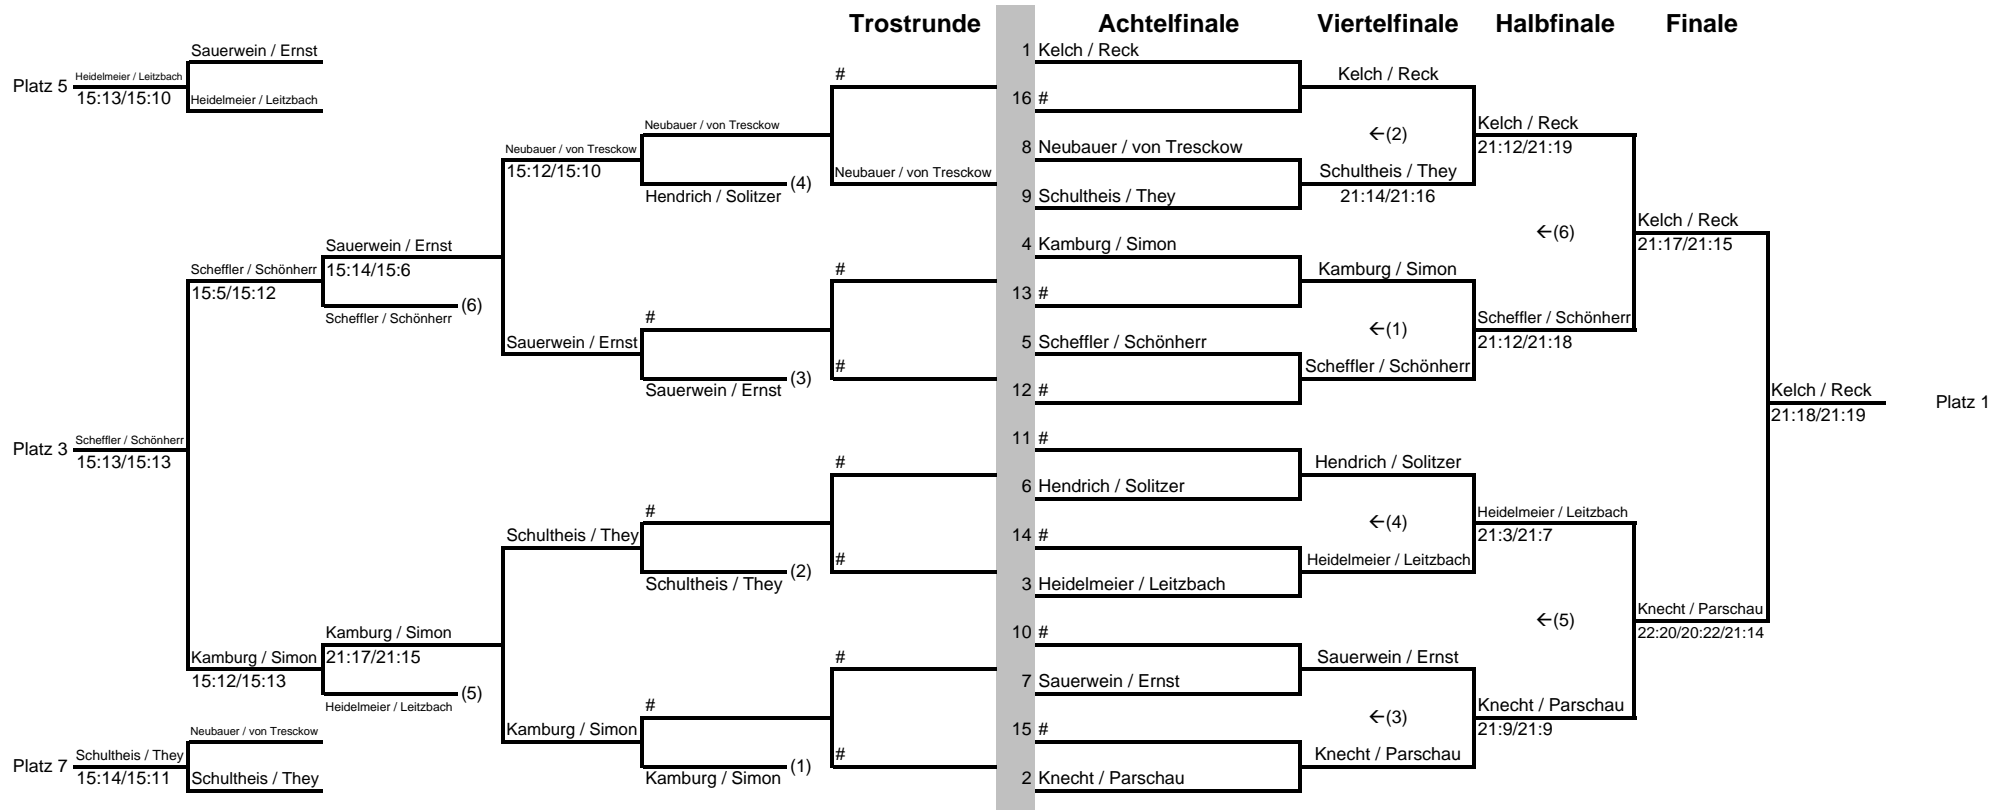 Trostrunde
Achtelfinale
Viertelfinale
Halbfinale
Finale
Sauerwein / Ernst
Platz 5
Heidelmeier / Leitzbach
15:13/15:10
Heidelmeier / Leitzbach
Scheffler / Schönherr
15:5/15:12
Platz 3
Scheffler / Schönherr
15:13/15:13
Kamburg / Simon
15:12/15:13
Neubauer / von Tresckow
Platz 7
Schultheis / They
15:14/15:11
Schultheis / They
Sauerwein / Ernst
15:14/15:6
(6)
Scheffler / Schönherr
Kamburg / Simon
21:17/21:15
(5)
Heidelmeier / Leitzbach
Neubauer / von Tresckow
15:12/15:10
Sauerwein / Ernst
Schultheis / They
Kamburg / Simon
Neubauer / von Tresckow
(4)
Hendrich / Solitzer
#
(3)
Sauerwein / Ernst
#
(2)
Schultheis / They
#
(1)
Kamburg / Simon
#
Neubauer / von Tresckow
#
#
#
#
#
#
1 Kelch / Reck
16 #
8 Neubauer / von Tresckow
9 Schultheis / They
4 Kamburg / Simon
13 #
5 Scheffler / Schönherr
12 #
11 #
6 Hendrich / Solitzer
14 #
3 Heidelmeier / Leitzbach
10 #
7 Sauerwein / Ernst
15 #
2 Knecht / Parschau
Kelch / Reck
←(2)
Schultheis / They
21:14/21:16
Kamburg / Simon
←(1)
Scheffler / Schönherr
Hendrich / Solitzer
←(4)
Heidelmeier / Leitzbach
Sauerwein / Ernst
←(3)
Knecht / Parschau
Kelch / Reck
21:12/21:19
←(6)
Scheffler / Schönherr
21:12/21:18
Heidelmeier / Leitzbach
21:3/21:7
←(5)
Knecht / Parschau
21:9/21:9
Kelch / Reck
21:17/21:15
Knecht / Parschau
22:20/20:22/21:14
Kelch / Reck
21:18/21:19
Platz 1